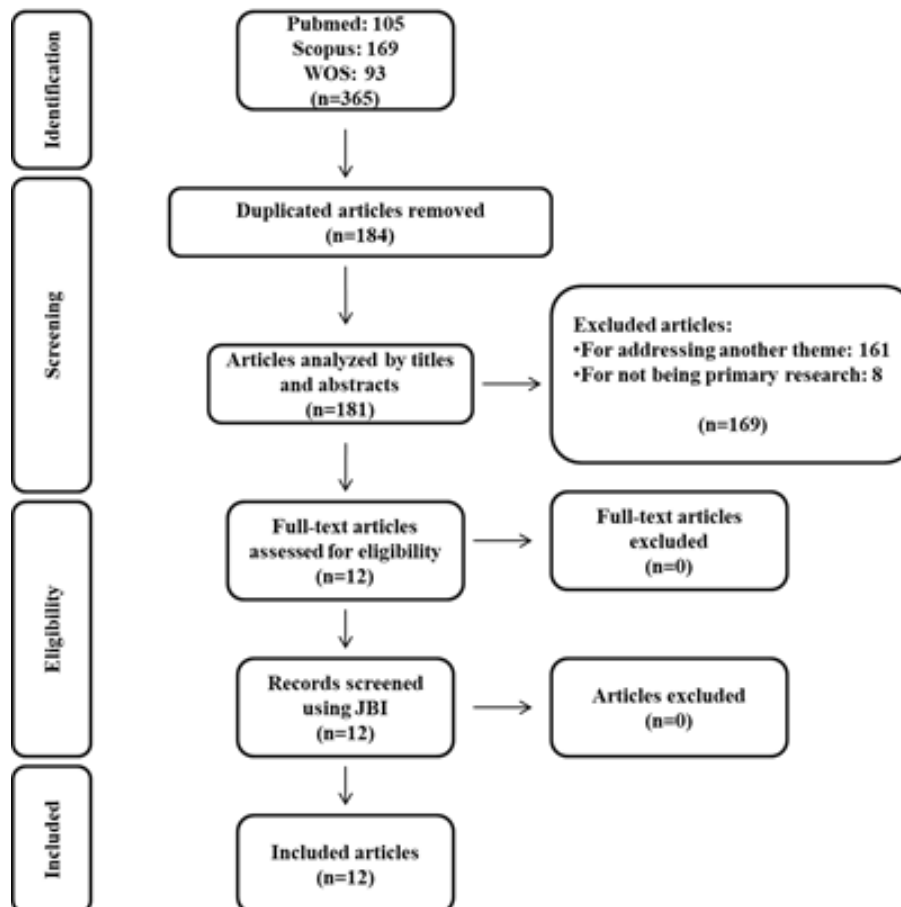 Identification
Pubmed: 105
Scopus: 169
WOS: 93
(n=365)
Screening
Duplicated articles removed
(n=184)
Articles analyzed by titles
and abstracts
(n=181)
Excluded articles:
•For addressing another theme: 161
•For not being primary research: 8
(n=169)
Eligibility
Full-text articles
assessed for eligibility
(n=12)
Full-text articles
excluded
(n=0)
Records screened
using JBI
(n=12)
Articles excluded
(n=0)
Included
Included articles
(n=12)